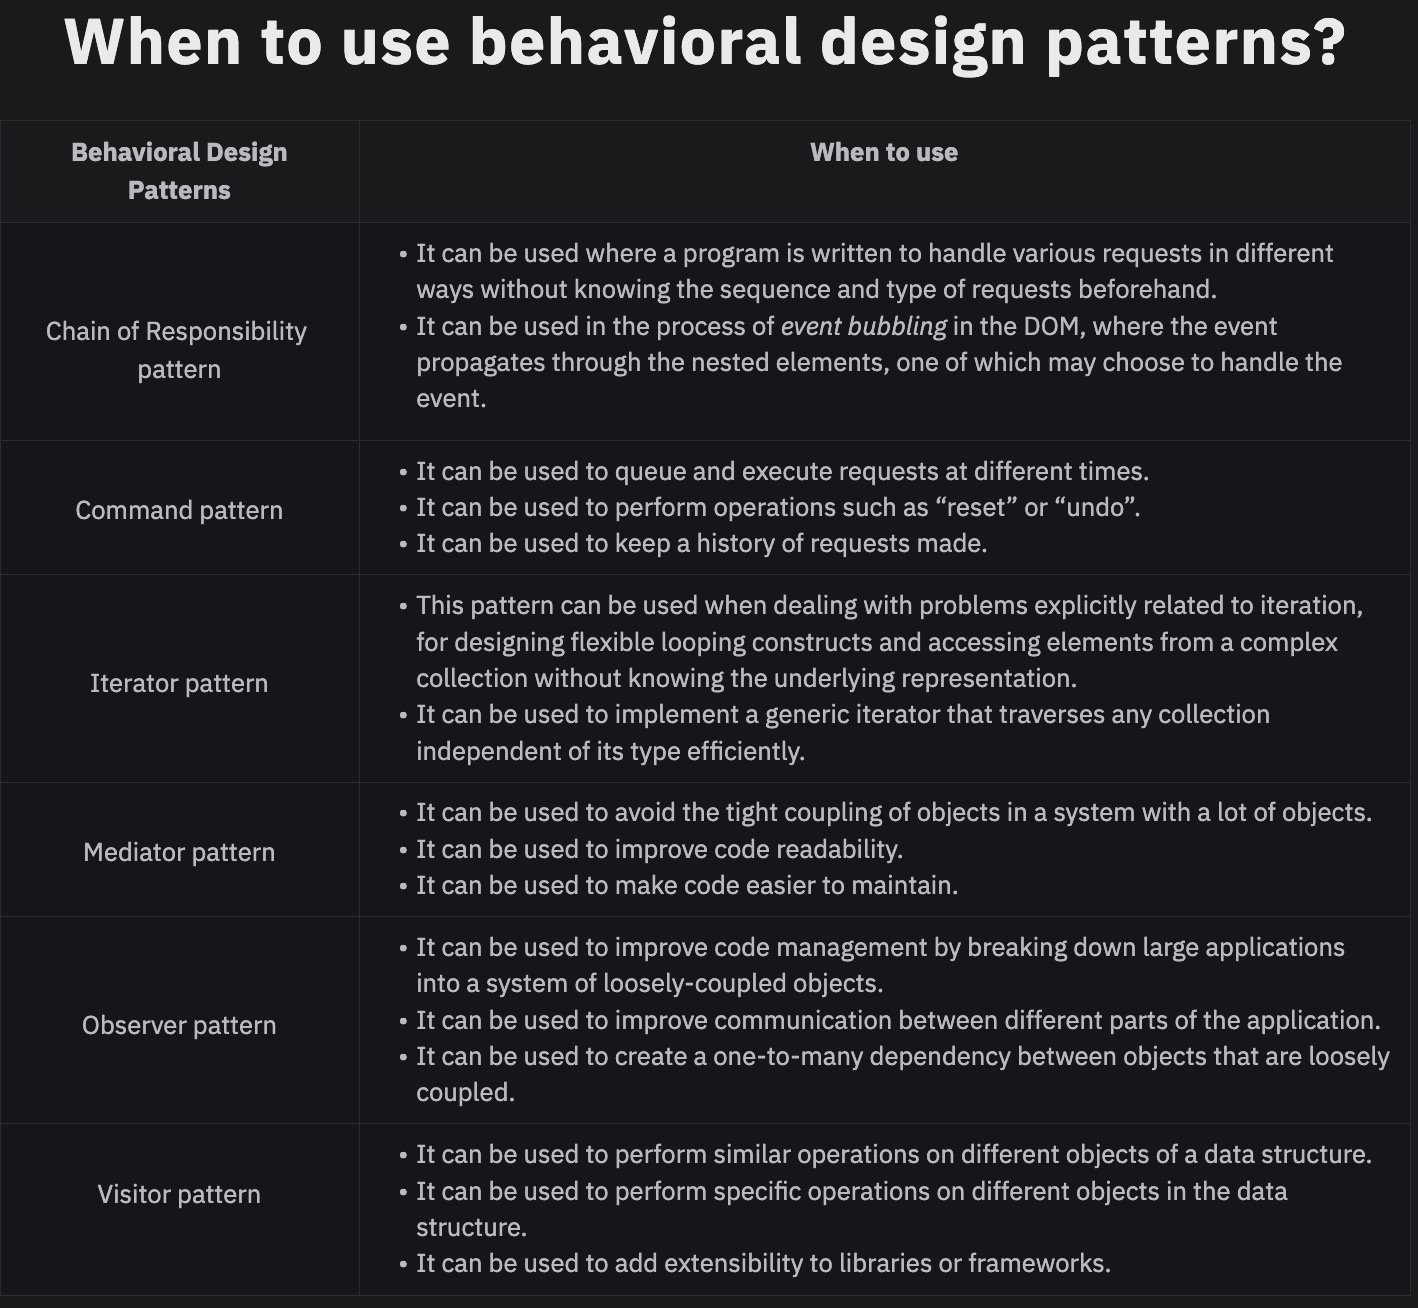 When to use behavioral design patterns?
Behavioral Design
Patterns
When to use
Chain of Responsibility
pattern
• It can be used where a program is written to handle various requests in different
ways without knowing the sequence and type of requests beforehand.
• It can be used in the process of event bubbling in the DOM, where the event
propagates through the nested elements, one of which may choose to handle the
event.
Command pattern
• It can be used to queue and execute requests at different times.
• It can be used to perform operations such as “reset” or “undo”.
• It can be used to keep a history of requests made.
Iterator pattern
• This pattern can be used when dealing with problems explicitly related to iteration,
for designing flexible looping constructs and accessing elements from a complex
collection without knowing the underlying representation.
• It can be used to implement a generic iterator that traverses any collection
independent of its type efficiently.
Mediator pattern
• It can be used to avoid the tight coupling of objects in a system with a lot of objects.
• It can be used to improve code readability.
• It can be used to make code easier to maintain.
Observer pattern
• It can be used to improve code management by breaking down large applications
into a system of loosely-coupled objects.
• It can be used to improve communication between different parts of the application.
• It can be used to create a one-to-many dependency between objects that are loosely
coupled.
Visitor pattern
• It can be used to perform similar operations on different objects of a data structure.
• It can be used to perform specific operations on different objects in the data
structure.
• It can be used to add extensibility to libraries or frameworks.